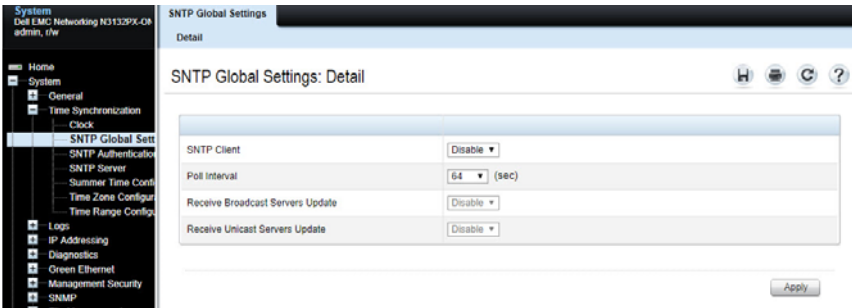 System
Dell EMC Networking N3132PX-ON
admin, r/w
SNTP Global Settings
Detail
Home
System
General
Time Synchronization
Clock
SNTP Global Sett
SNTP Authentication
SNTP Server
Summer Time Confi
Time Zone Configur
Time Range Configu
Logs
IP Addressing
Diagnostics
Green Ethernet
Management Security
SNMP
SNTP Global Settings: Detail
H C ?
SNTP Client Disable
Poll Interval 64 (sec)
Receive Broadcast Servers Update Disable
Receive Unicast Servers Update Disable
Apply